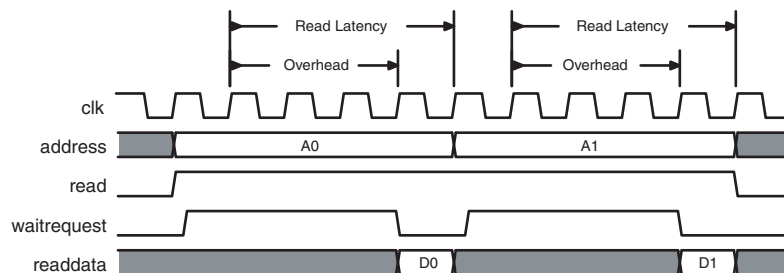 Read Latency Read Latency
Overhead Overhead
clk
address A0 A1
read
waitrequest
readdata D0 D1